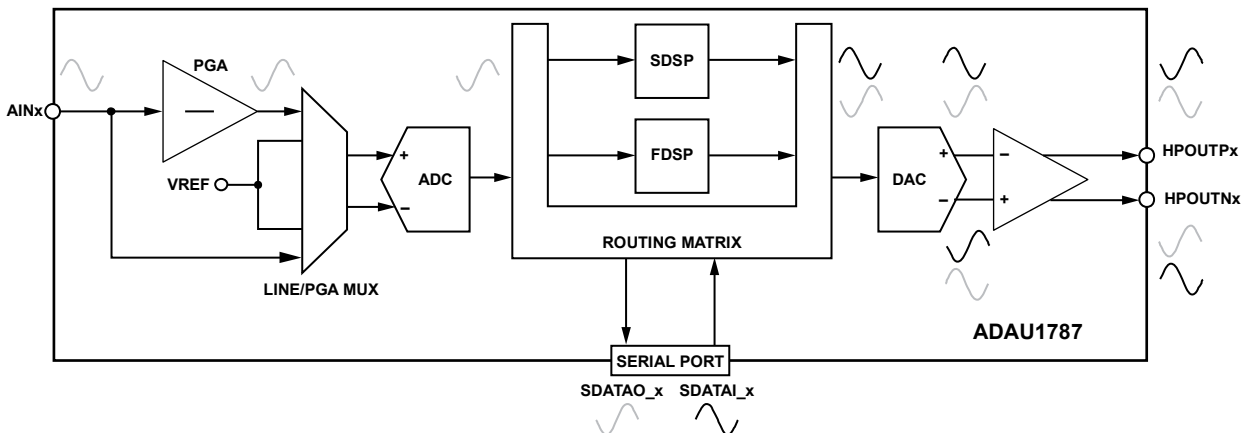 PGA
SDSP
AINx
FDSP
HPOUTPx
VREF
+
ADC
−
DAC
+
−
−
+
HPOUTNx
ROUTING MATRIX
LINE/PGA MUX
ADAU1787
SERIAL PORT
SDATAO_x SDATAI_x